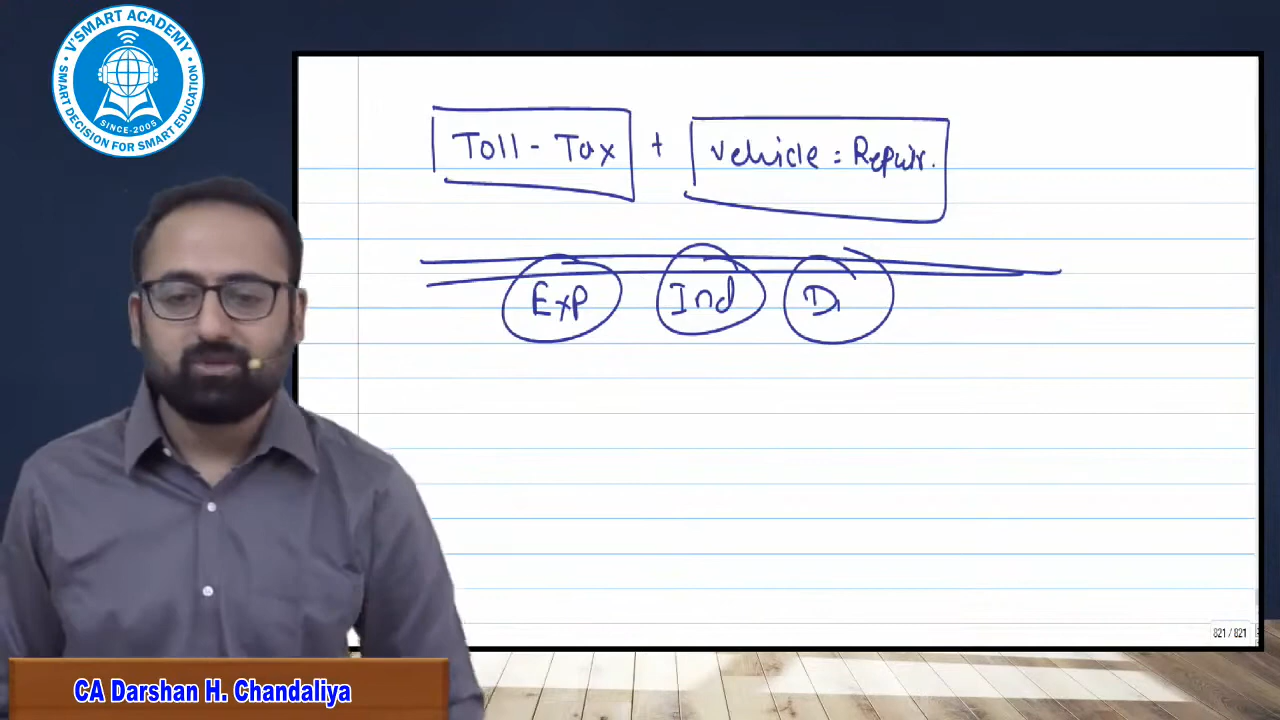 V'SMART ACADEMY
SINCE-2005
SMART DECISION FOR SMART EDUCATION
Toll - Tax + vehicle = Repair.
Exp Ind Di
821 / 821
CA Darshan H. Chandaliya